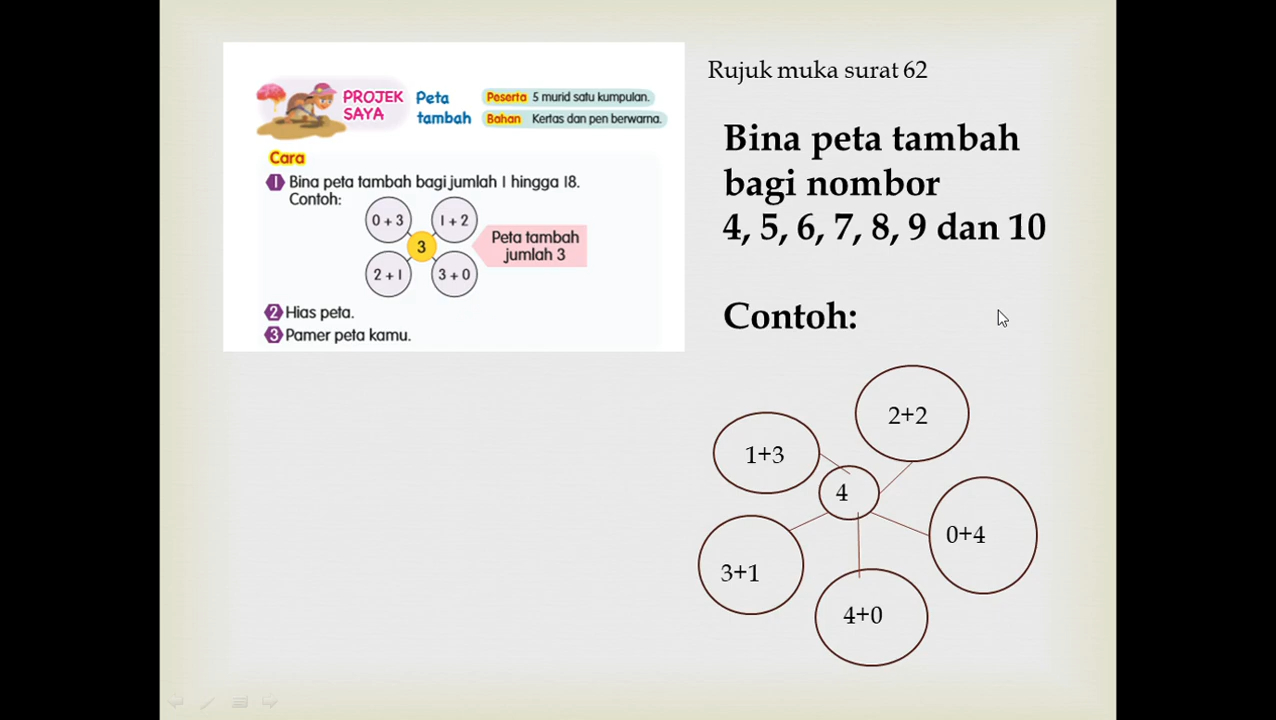 PROJEK
SAYA
Peta
tambah
Peserta 5 murid satu kumpulan.
Bahan Kertas dan pen berwarna.
Cara
1 Bina peta tambah bagi jumlah 1 hingga 18.
Contoh:
0 + 3
1 + 2
3
2 + 1
3 + 0
Peta tambah
jumlah 3
2 Hias peta.
3 Pamer peta kamu.
Rujuk muka surat 62
Bina peta tambah
bagi nombor
4, 5, 6, 7, 8, 9 dan 10
Contoh:
2+2
1+3
4
0+4
3+1
4+0